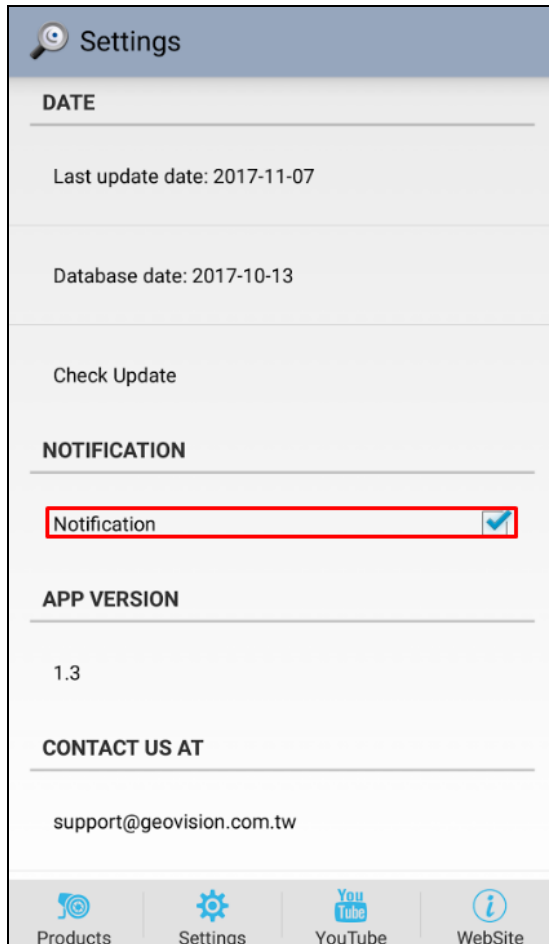 Settings
DATE
Last update date: 2017-11-07
Database date: 2017-10-13
Check Update
NOTIFICATION
Notification
APP VERSION
1.3
CONTACT US AT
support@geovision.com.tw
You
Tube
Products
Settings
YouTube
WebSite